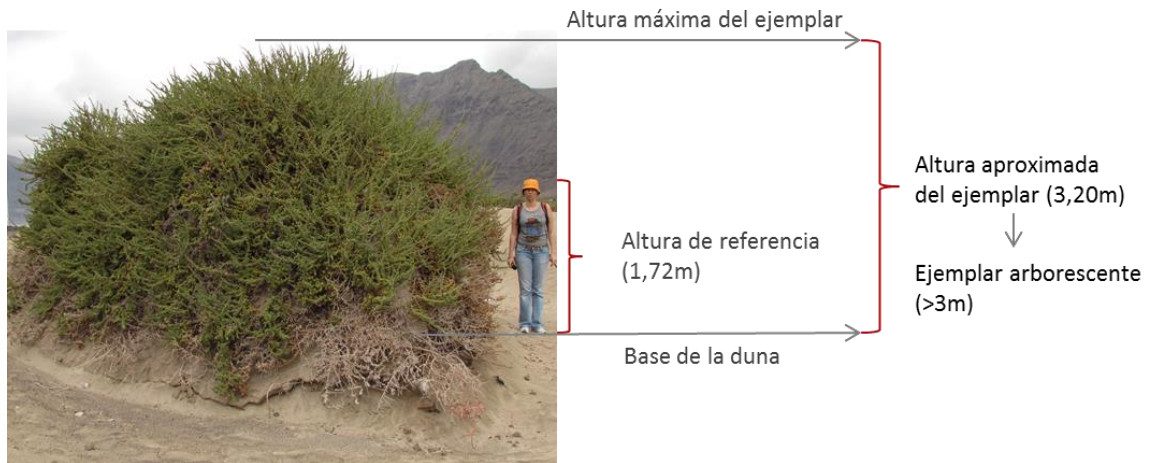 Altura máxima del ejemplar
Altura aproximada
del ejemplar (3,20m)
Altura de referencia
(1,72m)
Ejemplar arborescente
(>3m)
Base de la duna